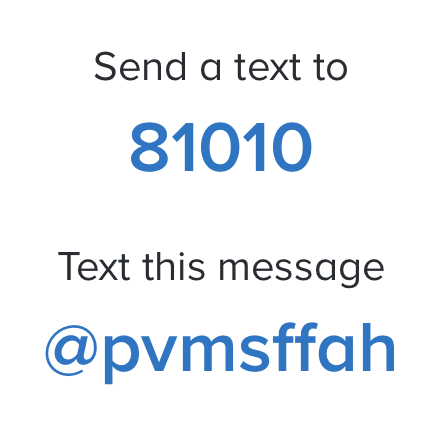 Send a text to
81010
Text this message
@pvmsffah